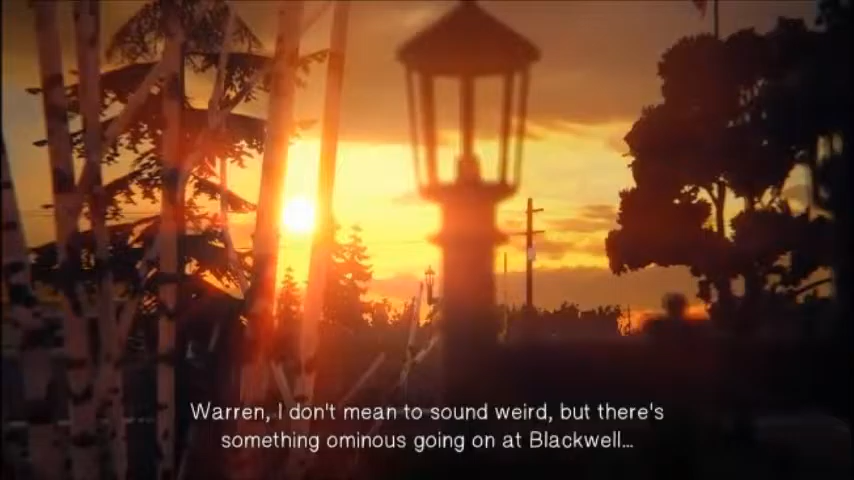 Warren, I don't mean to sound weird, but there's
something ominous going on at Blackwell...